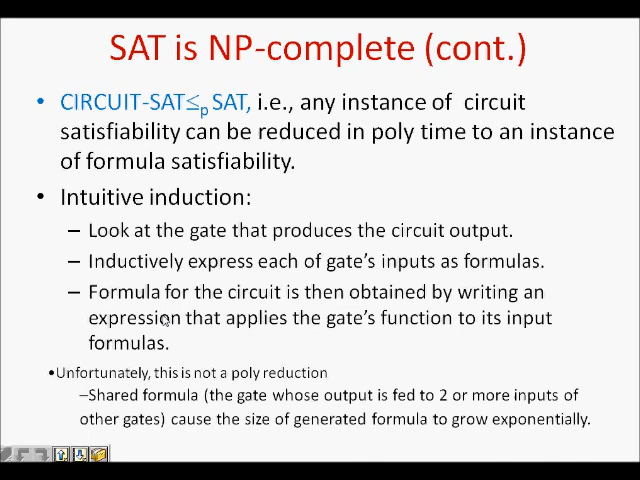 SAT is NP-complete (cont.)
• CIRCUIT-SAT≤p SAT, i.e., any instance of circuit
satisfiability can be reduced in poly time to an instance
of formula satisfiability.
• Intuitive induction:
– Look at the gate that produces the circuit output.
– Inductively express each of gate's inputs as formulas.
– Formula for the circuit is then obtained by writing an
expression that applies the gate's function to its input
formulas.
•Unfortunately, this is not a poly reduction
–Shared formula (the gate whose output is fed to 2 or more inputs of
other gates) cause the size of generated formula to grow exponentially.